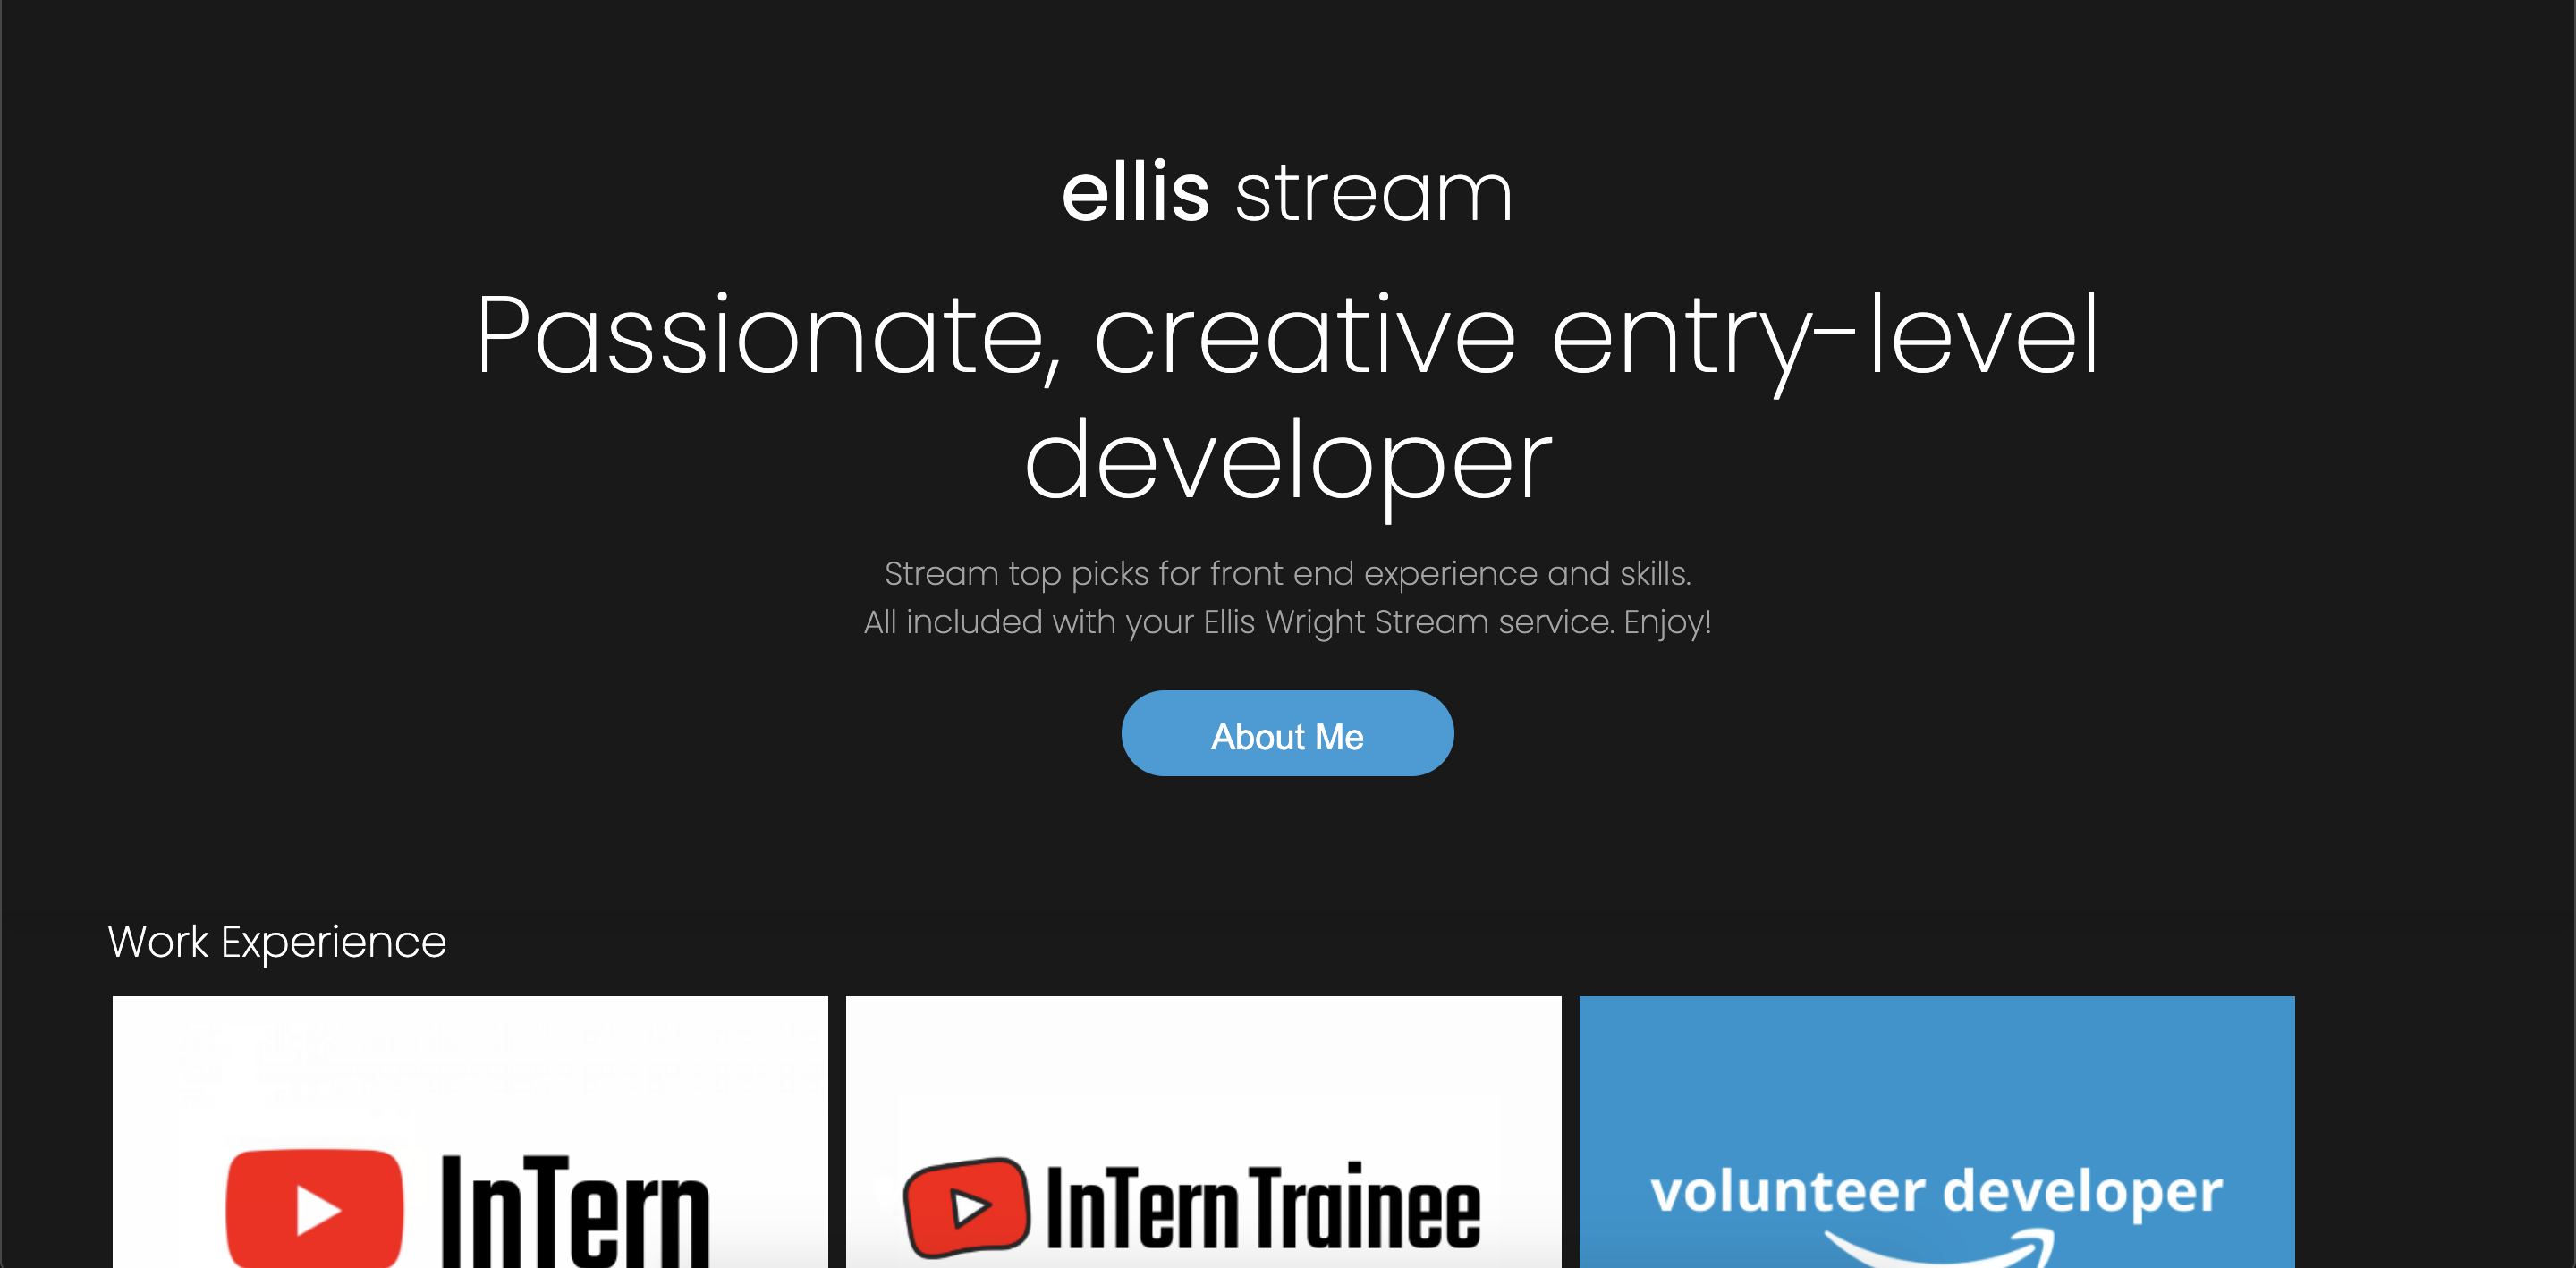 ellis stream
Passionate, creative entry-level
developer
Stream top picks for front end experience and skills.
All included with your Ellis Wright Stream service. Enjoy!
About Me
Work Experience
InTern
InTern Trainee
volunteer developer